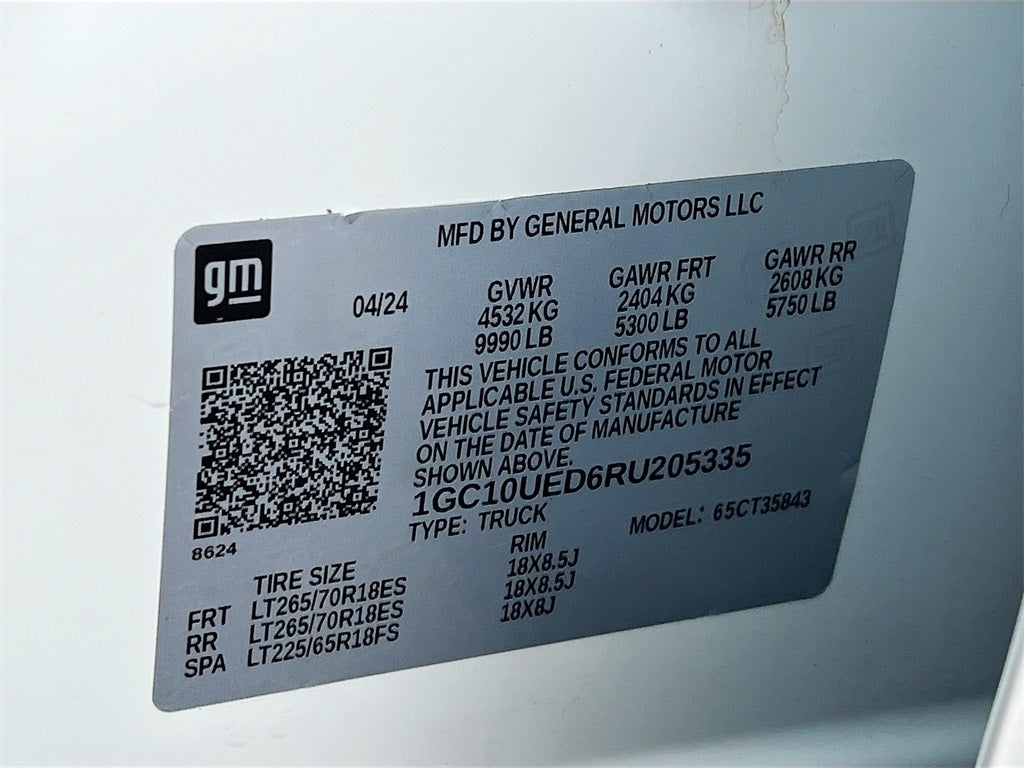 MFD BY GENERAL MOTORS LLC
gm
04/24
GVWR
4532 KG
9990 LB
GAWR FRT
2404 KG
5300 LB
GAWR RR
2608 KG
5750 LB
THIS VEHICLE CONFORMS TO ALL
APPLICABLE U.S. FEDERAL MOTOR
VEHICLE SAFETY STANDARDS IN EFFECT
ON THE DATE OF MANUFACTURE
SHOWN ABOVE.
1GC10UED6RU205335
TYPE: TRUCK MODEL: 65CT35843
8624
TIRE SIZE RIM
FRT LT265/70R18ES 18X8.5J
RR LT265/70R18ES 18X8.5J
SPA LT225/65R18FS 18X8J